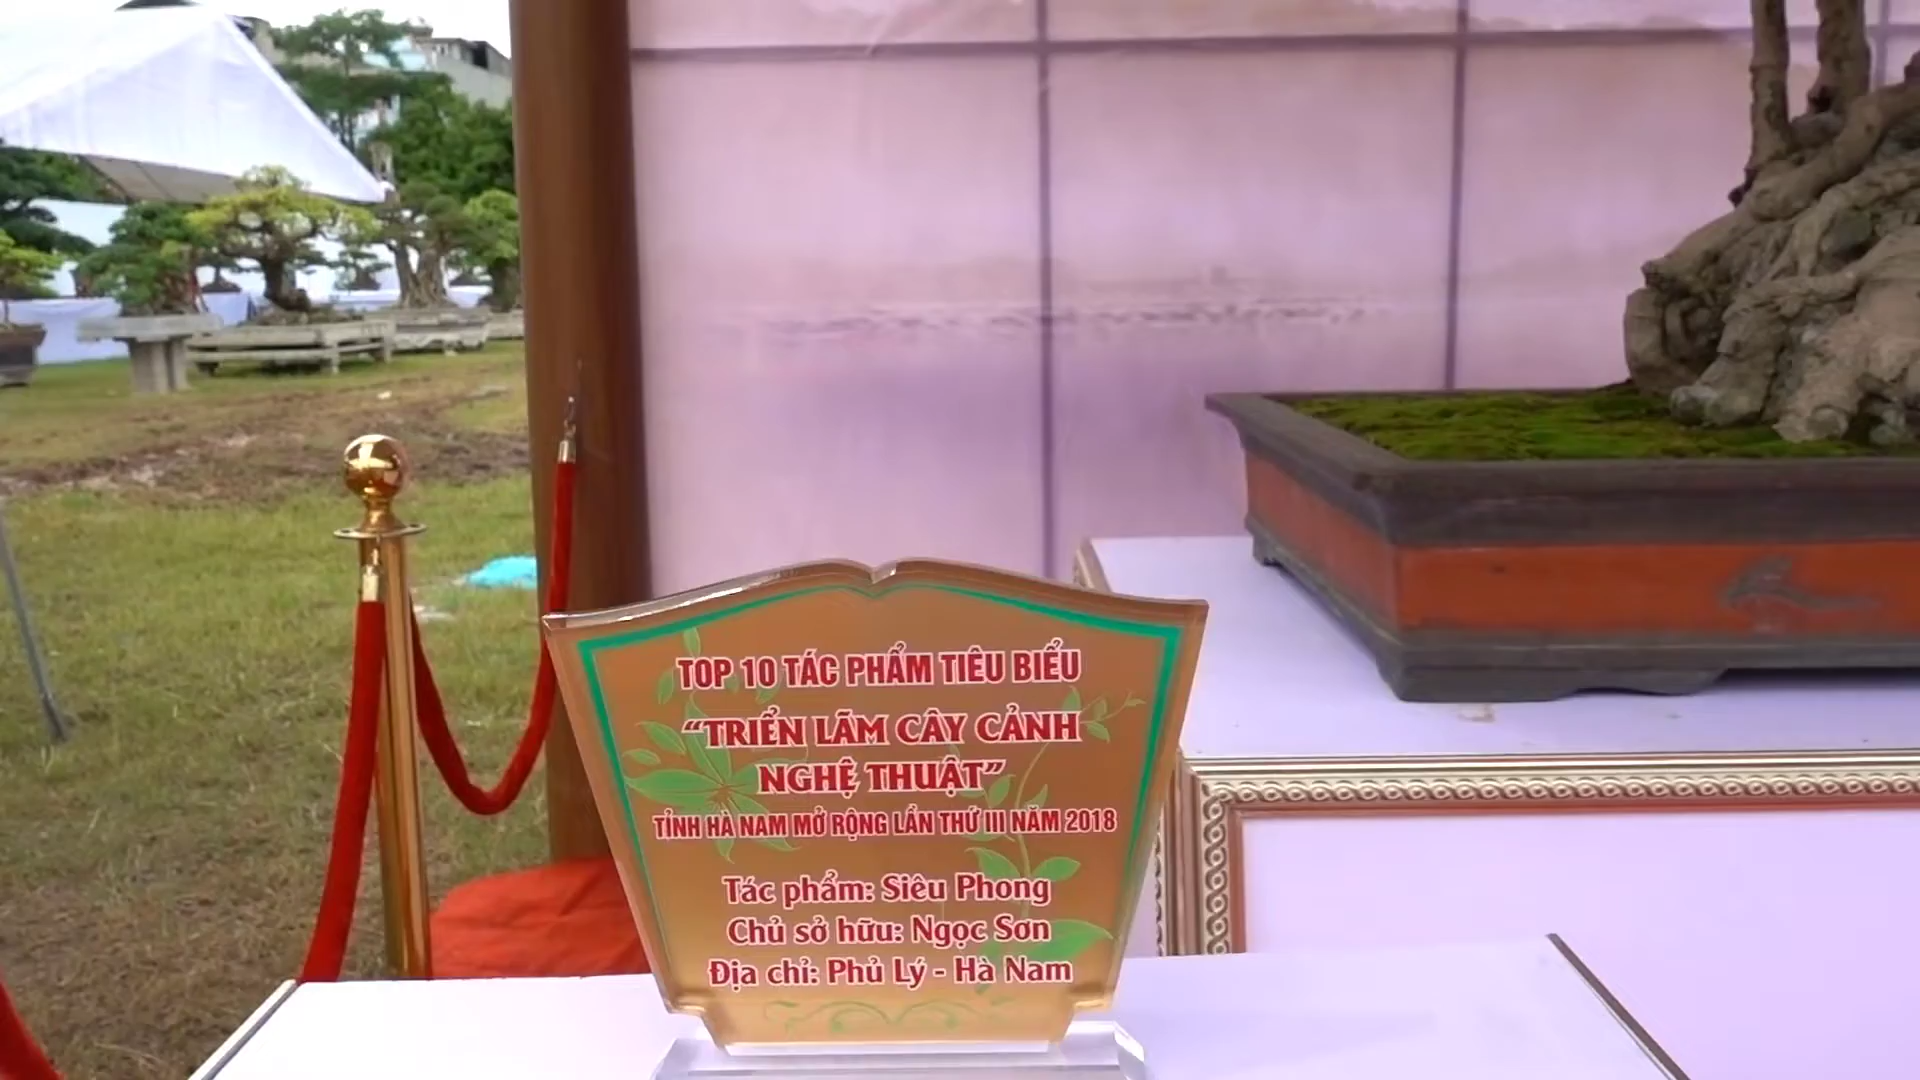 TOP 10 TÁC PHẨM TIÊU BIỂU
“TRIỂN LÃM CÂY CẢNH
NGHỆ THUẬT”
TỈNH HÀ NAM MỞ RỘNG LẦN THỨ III NĂM 2018
Tác phẩm: Siêu Phong
Chủ sở hữu: Ngọc Sơn
Địa chỉ: Phủ Lý - Hà Nam